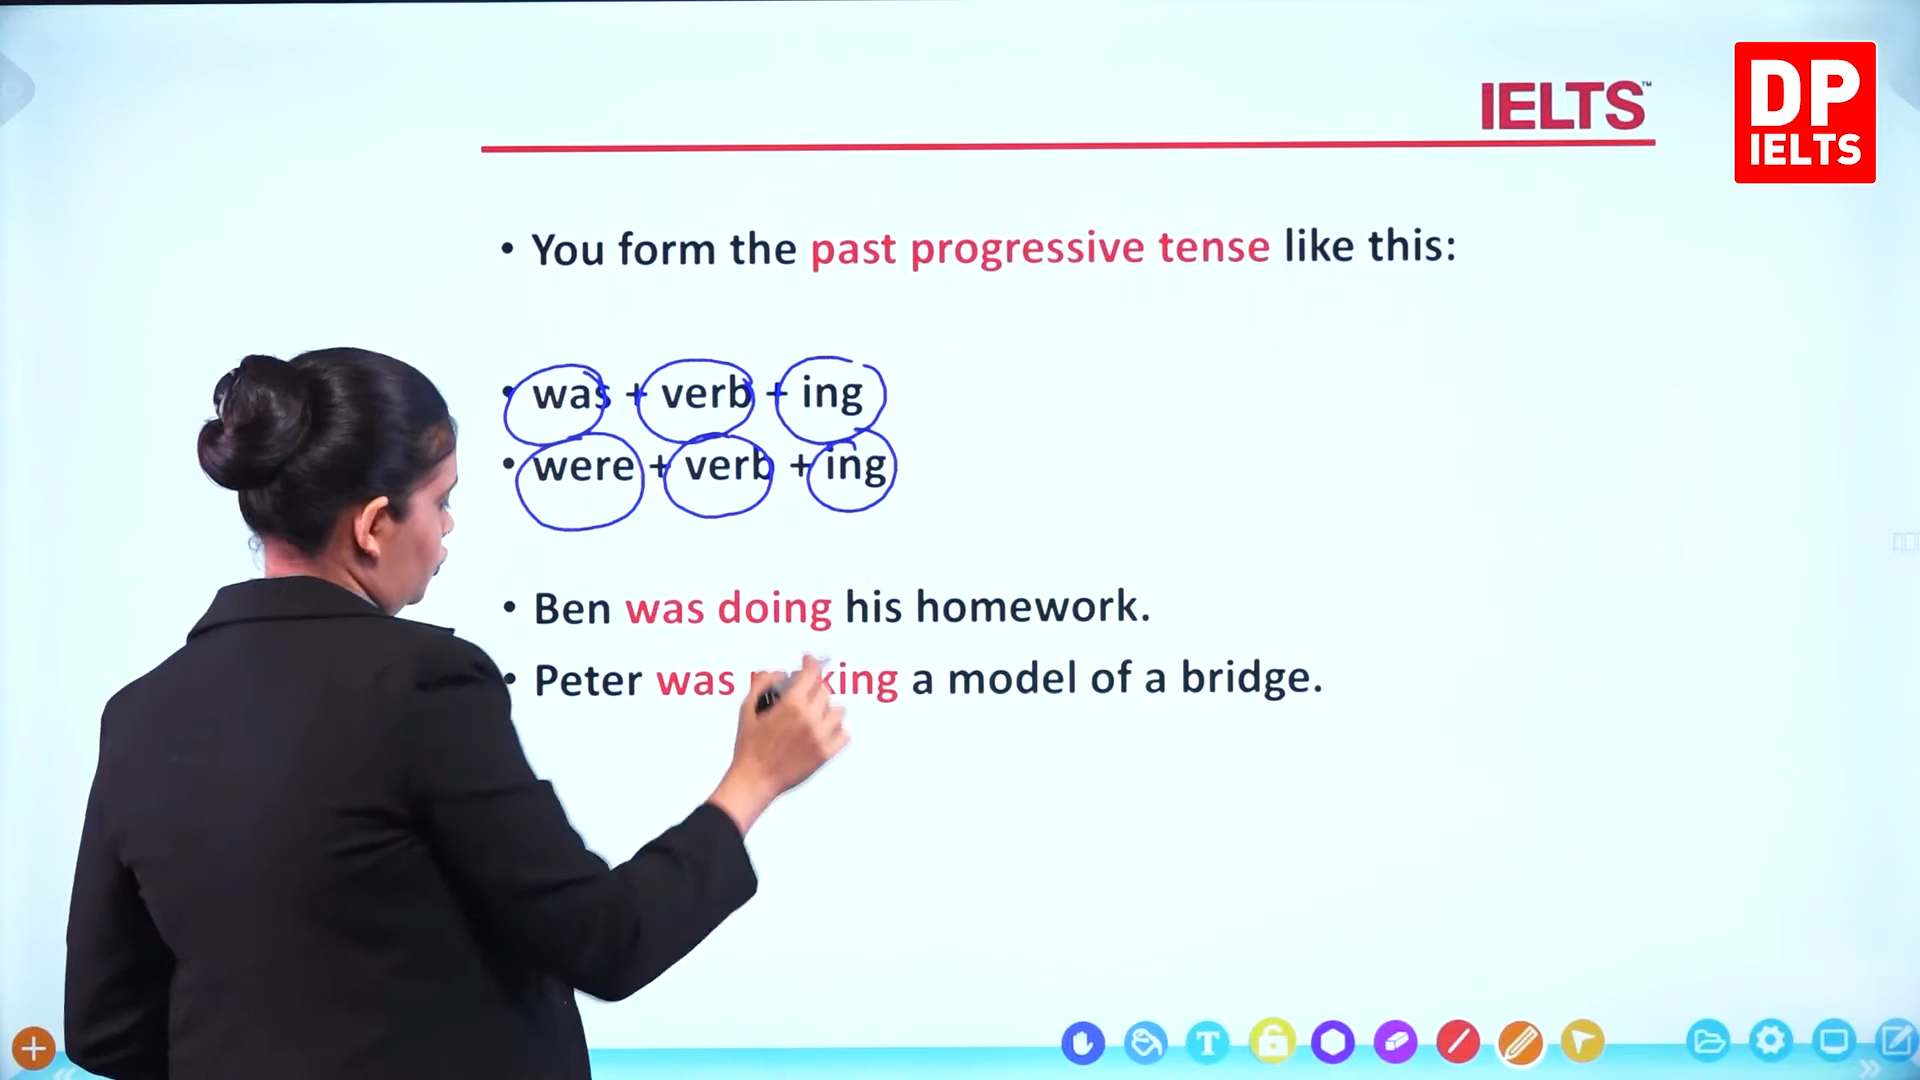 IELTS™
DP
IELTS
• You form the past progressive tense like this:
• was + verb + ing
• were + verb + ing
• Ben was doing his homework.
• Peter was king a model of a bridge.
T